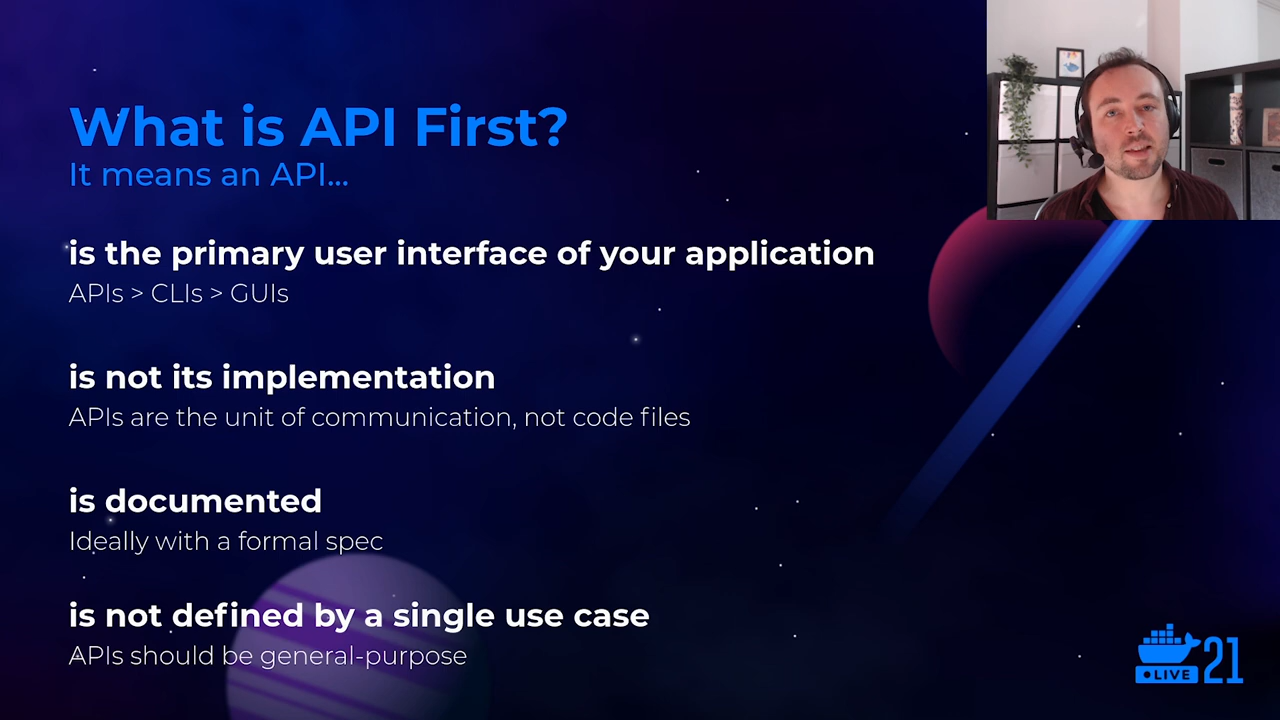 What is API First?
It means an API...
is the primary user interface of your application
APIs > CLIs > GUIs
is not its implementation
APIs are the unit of communication, not code files
is documented
Ideally with a formal spec
is not defined by a single use case
APIs should be general-purpose
LIVE 21